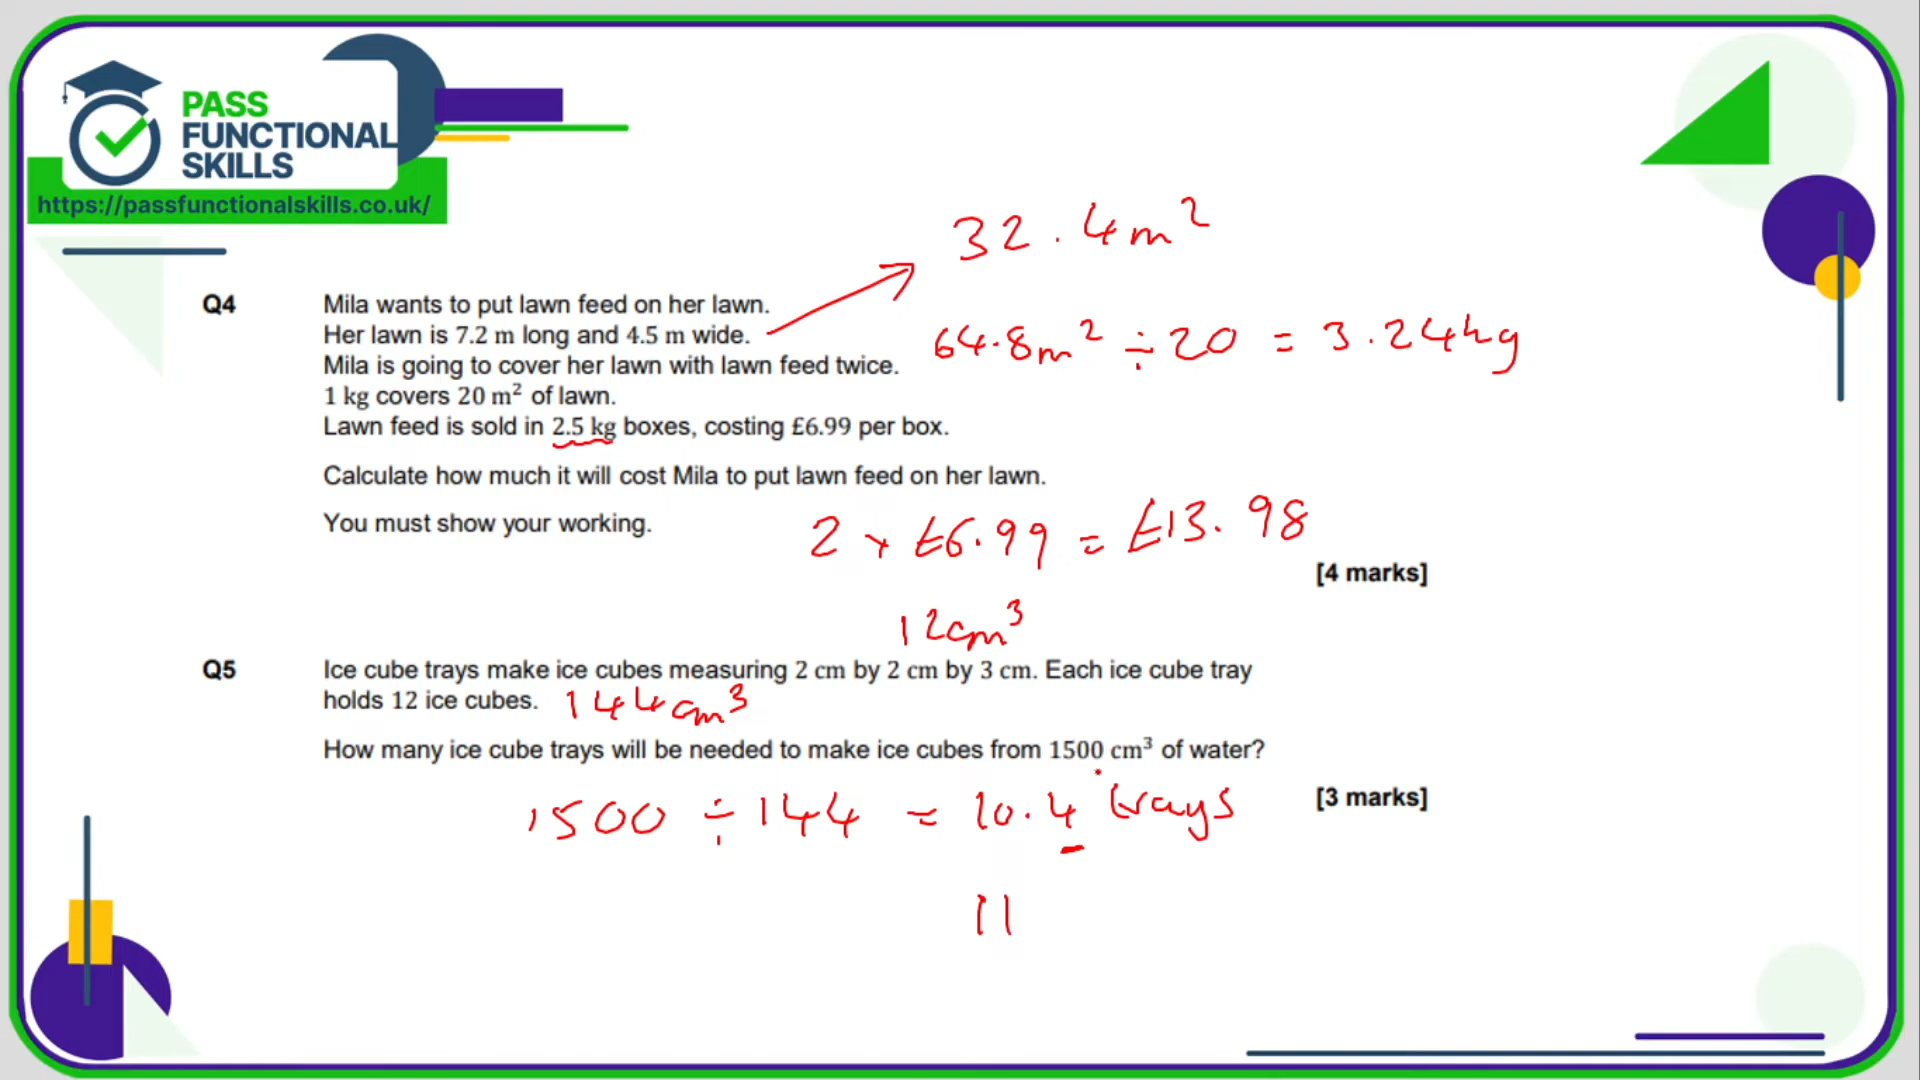 PASS
FUNCTIONAL
SKILLS
https://passfunctionalskills.co.uk/
32.4m²
Q4 Mila wants to put lawn feed on her lawn.
Her lawn is 7.2 m long and 4.5 m wide.
64.8m² ÷ 20 = 3.24kg
Mila is going to cover her lawn with lawn feed twice.
1 kg covers 20 m² of lawn.
Lawn feed is sold in 2.5 kg boxes, costing £6.99 per box.
Calculate how much it will cost Mila to put lawn feed on her lawn.
You must show your working.
2 × £6.99 = £13.98
[4 marks]
12cm³
Q5 Ice cube trays make ice cubes measuring 2 cm by 2 cm by 3 cm. Each ice cube tray
holds 12 ice cubes. 144cm³
How many ice cube trays will be needed to make ice cubes from 1500 cm³ of water?
[3 marks]
1500 ÷ 144 = 10.4 trays
11